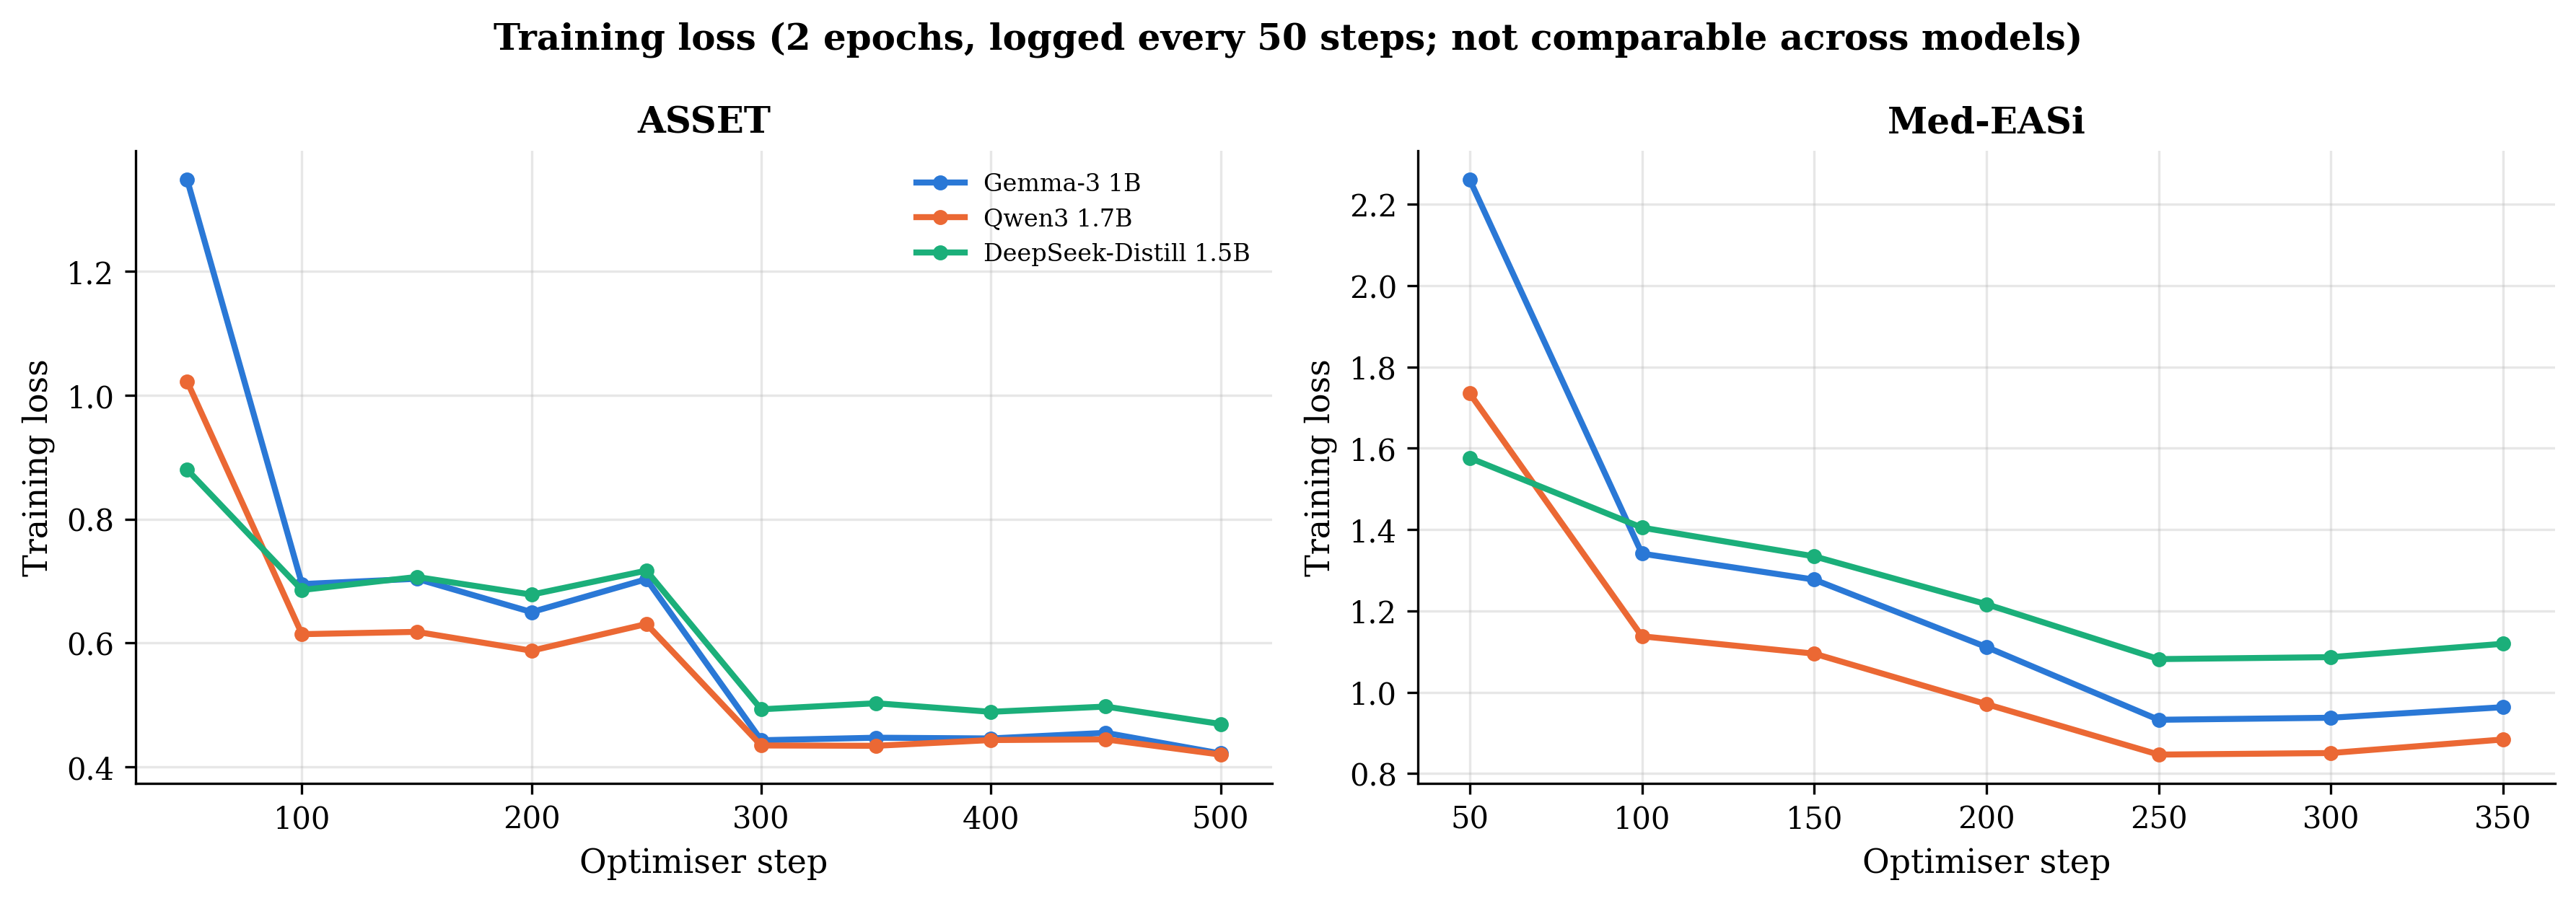 Training loss (2 epochs, logged every 50 steps; not comparable across models)
ASSET
Gemma-3 1B
Qwen3 1.7B
DeepSeek-Distill 1.5B
Training loss
1.2
1.0
0.8
0.6
0.4
100 200 300 400 500
Optimiser step
Med-EASi
Training loss
2.2
2.0
1.8
1.6
1.4
1.2
1.0
0.8
50 100 150 200 250 300 350
Optimiser step